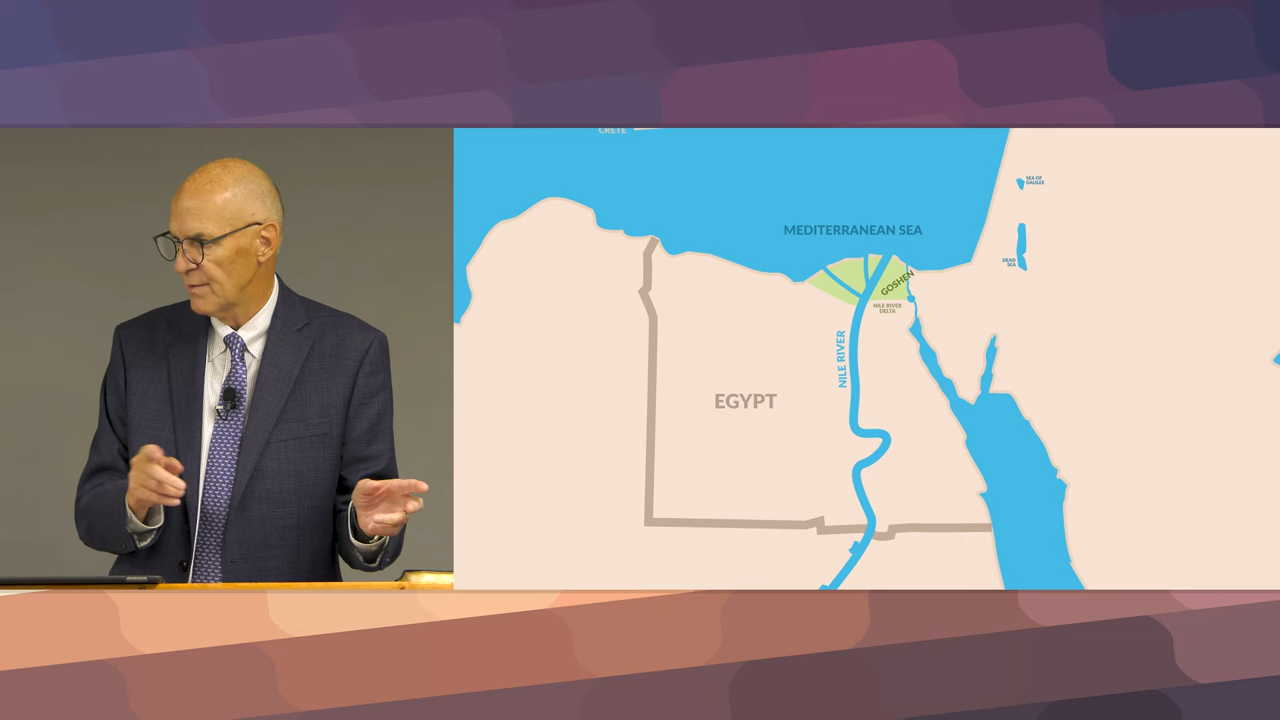 CRETE
SEA OF
GALILEE
MEDITERRANEAN SEA
DEAD
SEA
GOSHEN
NILE RIVER
DELTA
NILE RIVER
EGYPT